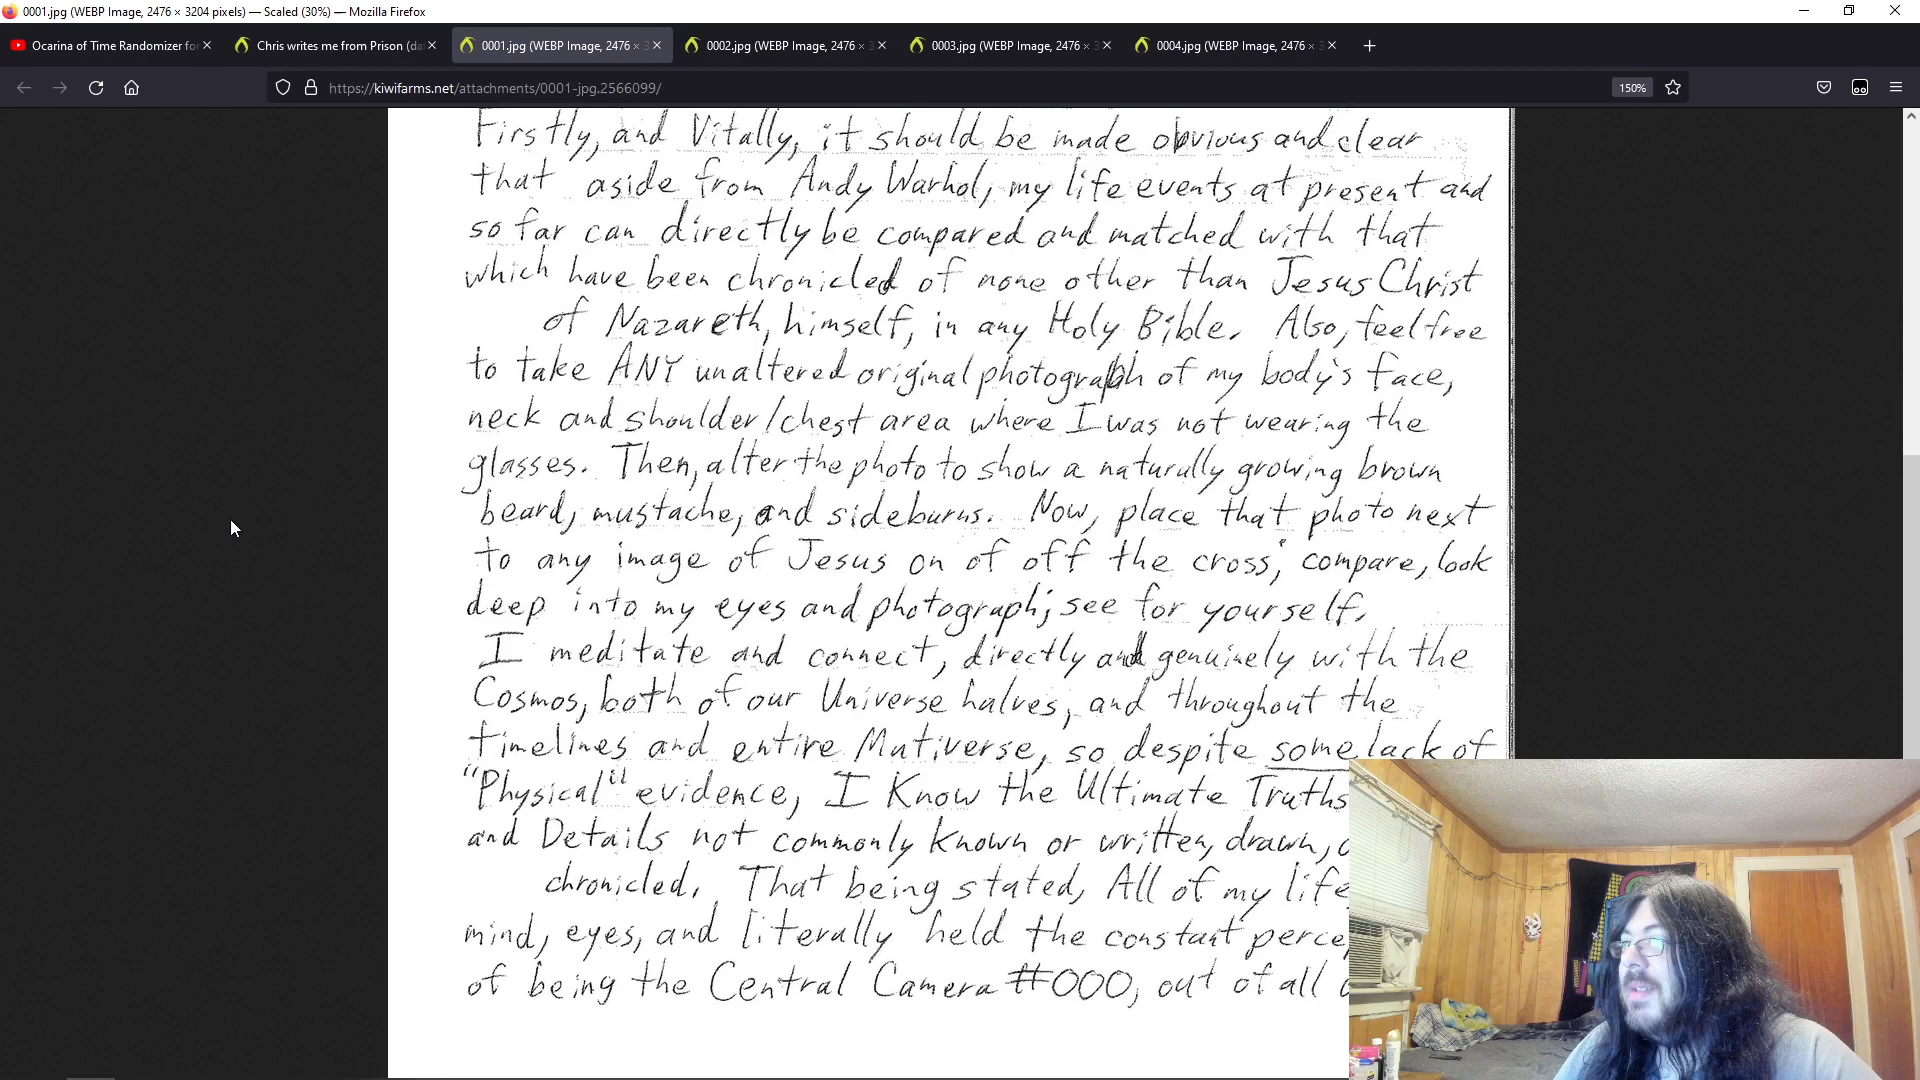 0001.jpg (WEBP Image, 2476 × 3204 pixels) — Scaled (30%) — Mozilla Firefox
Ocarina of Time Randomizer fo
Chris writes me from Prison (da
0001.jpg (WEBP Image, 2476 × 3
0002.jpg (WEBP Image, 2476 × 3
0003.jpg (WEBP Image, 2476 × 3
0004.jpg (WEBP Image, 2476 × 3
https://kiwifarms.net/attachments/0001-jpg.2566099/
150%
Firstly, and Vitally, it should be made obvious and clear
that aside from Andy Warhol, my life events at present and
so far can directly be compared and matched with that
which have been chronicled of none other than Jesus Christ
of Nazareth, himself, in any Holy Bible. Also, feel free
to take ANY unaltered original photograph of my body's face,
neck and shoulder/chest area where I was not wearing the
glasses. Then, alter the photo to show a naturally growing brown
beard, mustache, and sideburns. Now, place that photo next
to any image of Jesus on of off the cross; compare, look
deep into my eyes and photograph; see for yourself.
I meditate and connect, directly and genuinely with the
Cosmos, both of our Universe halves, and throughout the
timelines and entire Mutiverse, so despite some lack of
"Physical" evidence, I Know the Ultimate Truths
and Details not commonly known or written, drawn,
chronicled. That being stated, All of my life
mind, eyes, and literally held the constant perce
of being the Central Camera #000, out of all